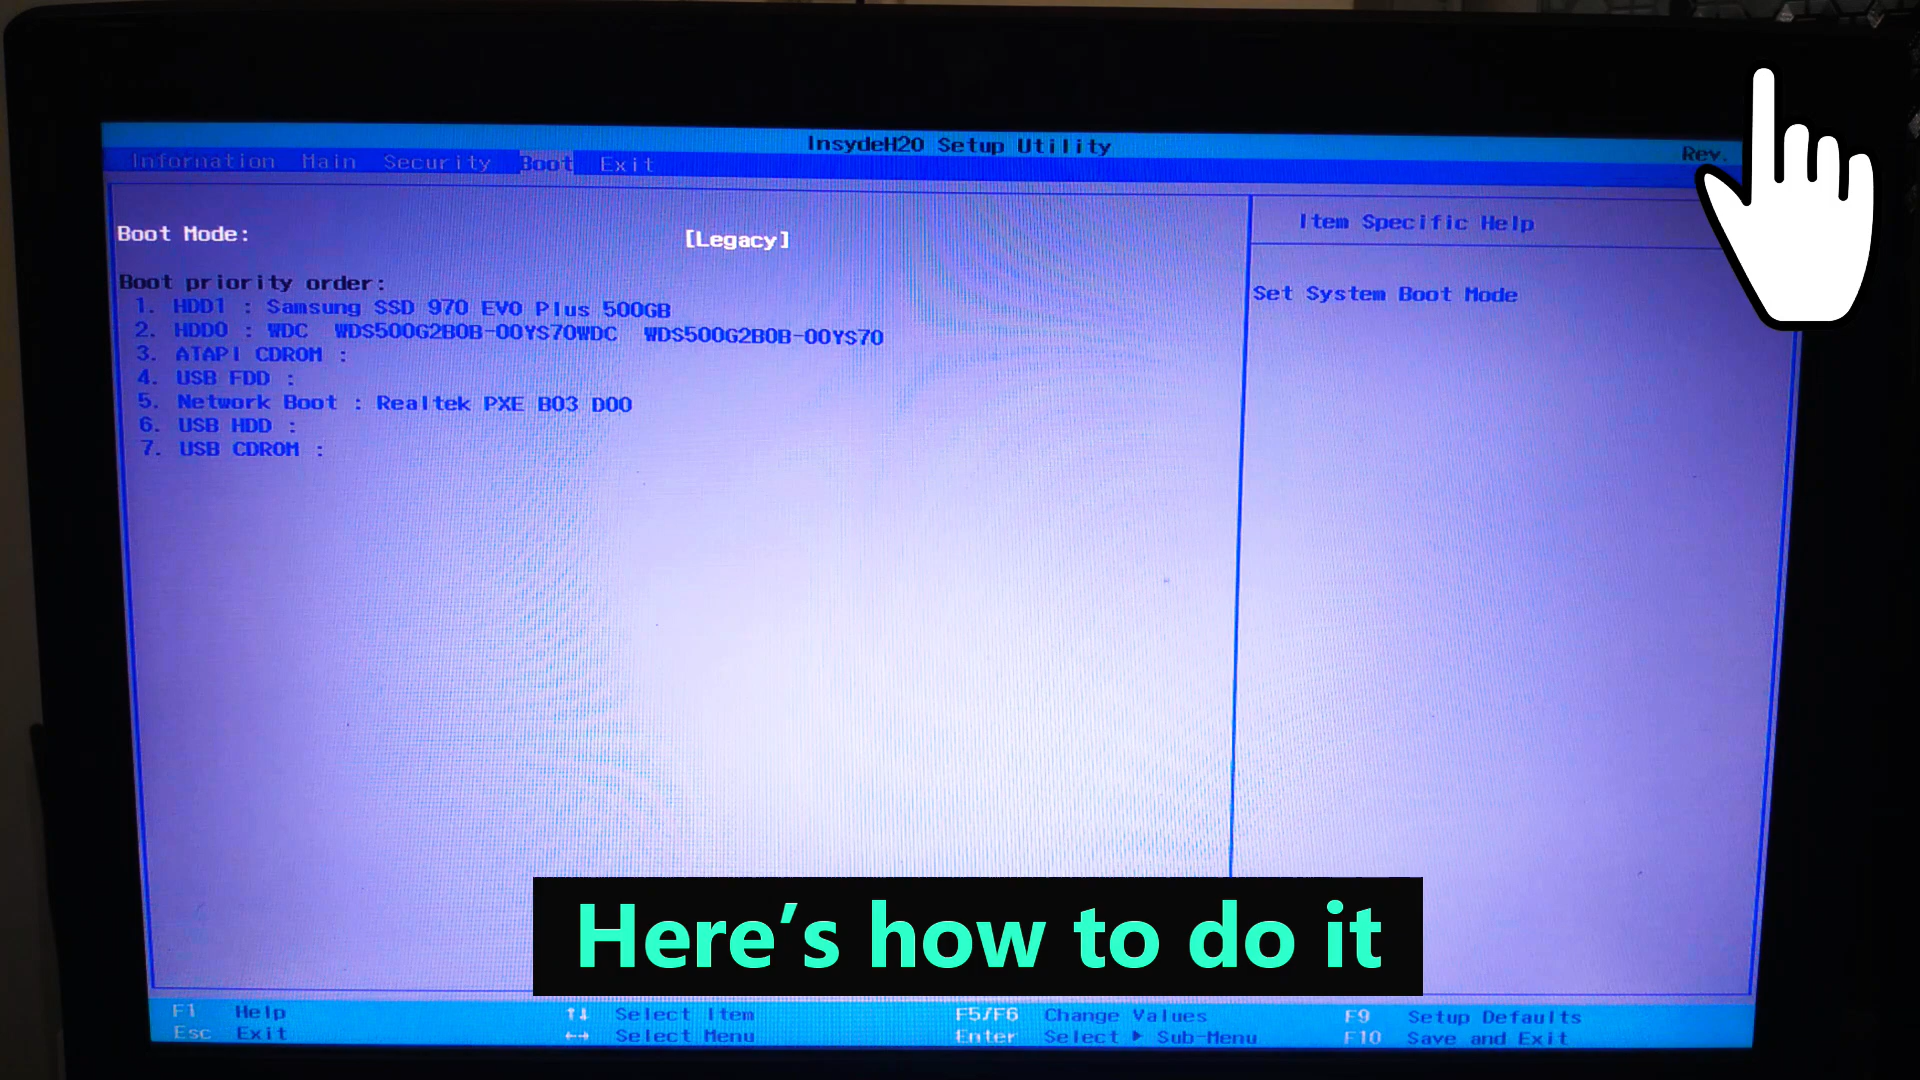 InsydeH20 Setup Utility
Rev.
Information Main Security Boot Exit
Item Specific Help
Boot Mode: [Legacy]
Boot priority order:
1. HDD1 : Samsung SSD 970 EVO Plus 500GB
2. HDD0 : WDC WDS500G2B0B-00YS70WDC WDS500G2B0B-00YS70
3. ATAPI CDROM :
4. USB FDD :
5. Network Boot : Realtek PXE B03 D00
6. USB HDD :
7. USB CDROM :
Set System Boot Mode
Here’s how to do it
F1 Help ↑↓ Select Item F5/F6 Change Values F9 Setup Defaults
Esc Exit ←→ Select Menu Enter Select ▶ Sub-Menu F10 Save and Exit